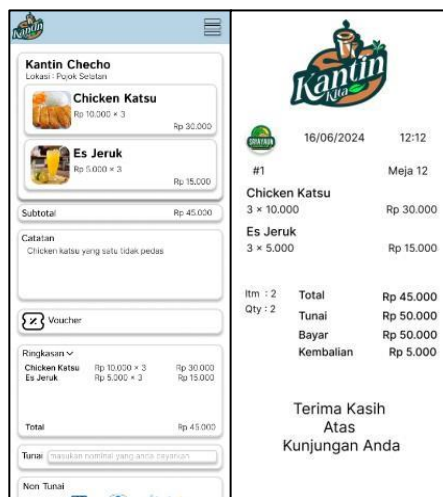 Kantin
Kantin Checho
Lokasi : Pojok Selatan
Chicken Katsu
Rp 10.000 × 3
Rp 30.000
Es Jeruk
Rp 5.000 × 3
Rp 15.000
Subtotal Rp 45.000
Catatan
Chicken katsu yang satu tidak pedas
Voucher
Ringkasan
Chicken Katsu Rp 10.000 × 3 Rp 30.000
Es Jeruk Rp 5.000 × 3 Rp 15.000
Total Rp 45.000
Tunai masukan nominal yang anda bayarkan
Non Tunai
Kantin
Kita
16/06/2024 12:12
#1 Meja 12
Chicken Katsu
3 × 10.000 Rp 30.000
Es Jeruk
3 × 5.000 Rp 15.000
Itm : 2 Total Rp 45.000
Qty : 2 Tunai Rp 50.000
Bayar Rp 50.000
Kembalian Rp 5.000
Terima Kasih
Atas
Kunjungan Anda